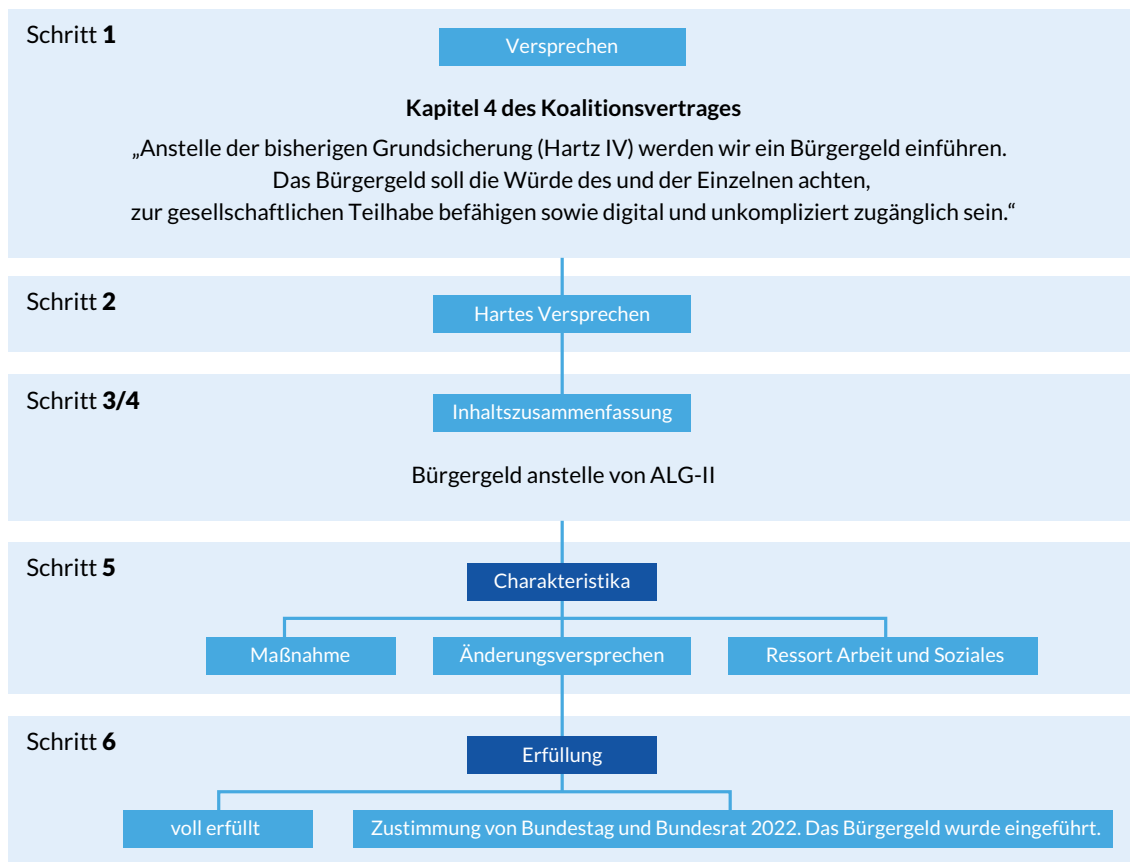 Schritt 1
Versprechen
Kapitel 4 des Koalitionsvertrages
„Anstelle der bisherigen Grundsicherung (Hartz IV) werden wir ein Bürgergeld einführen.
Das Bürgergeld soll die Würde des und der Einzelnen achten,
zur gesellschaftlichen Teilhabe befähigen sowie digital und unkompliziert zugänglich sein.“
Schritt 2
Hartes Versprechen
Schritt 3/4
Inhaltszusammenfassung
Bürgergeld anstelle von ALG-II
Schritt 5
Charakteristika
Maßnahme
Änderungsversprechen
Ressort Arbeit und Soziales
Schritt 6
Erfüllung
voll erfüllt
Zustimmung von Bundestag und Bundesrat 2022. Das Bürgergeld wurde eingeführt.